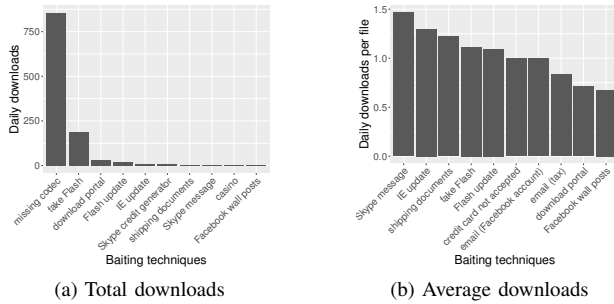 Daily downloads
750
500
250
0
missing codec
fake Flash
download portal
Flash update
IE update
Skype credit generator
shipping documents
Skype message
casino
Facebook wall posts
Baiting techniques
(a) Total downloads
Daily downloads per file
1.5
1.0
0.5
0.0
Skype message
IE update
shipping documents
fake Flash
Flash update
credit card not accepted
email (Facebook account)
email (tax)
download portal
Facebook wall posts
Baiting techniques
(b) Average downloads